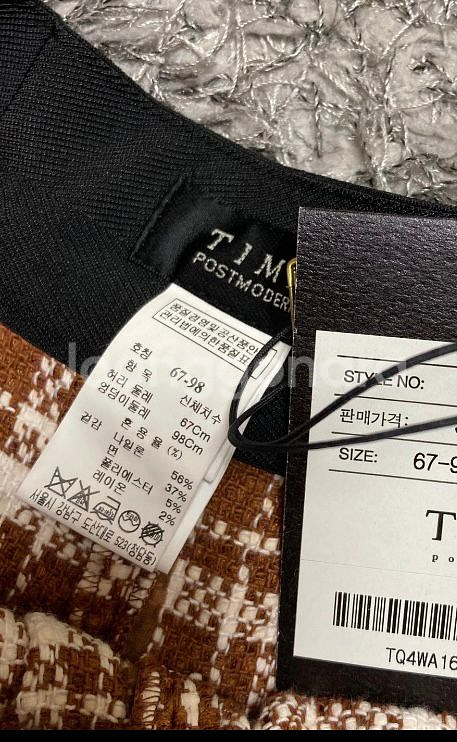 TIM
POSTMODER
품질경영및공산품의
관리법에의한품질표
호칭 67-98
항목 신체치수
허리 둘레 67Cm
엉덩이둘레 98Cm
혼용율 (%)
겉감
나일론 56%
면 37%
폴리에스터 5%
레이온 2%
서울시 강남구 도산대로 523(청담동)
STYLE NO:
판매가격:
SIZE: 67-9
T
PO
TQ4WA16